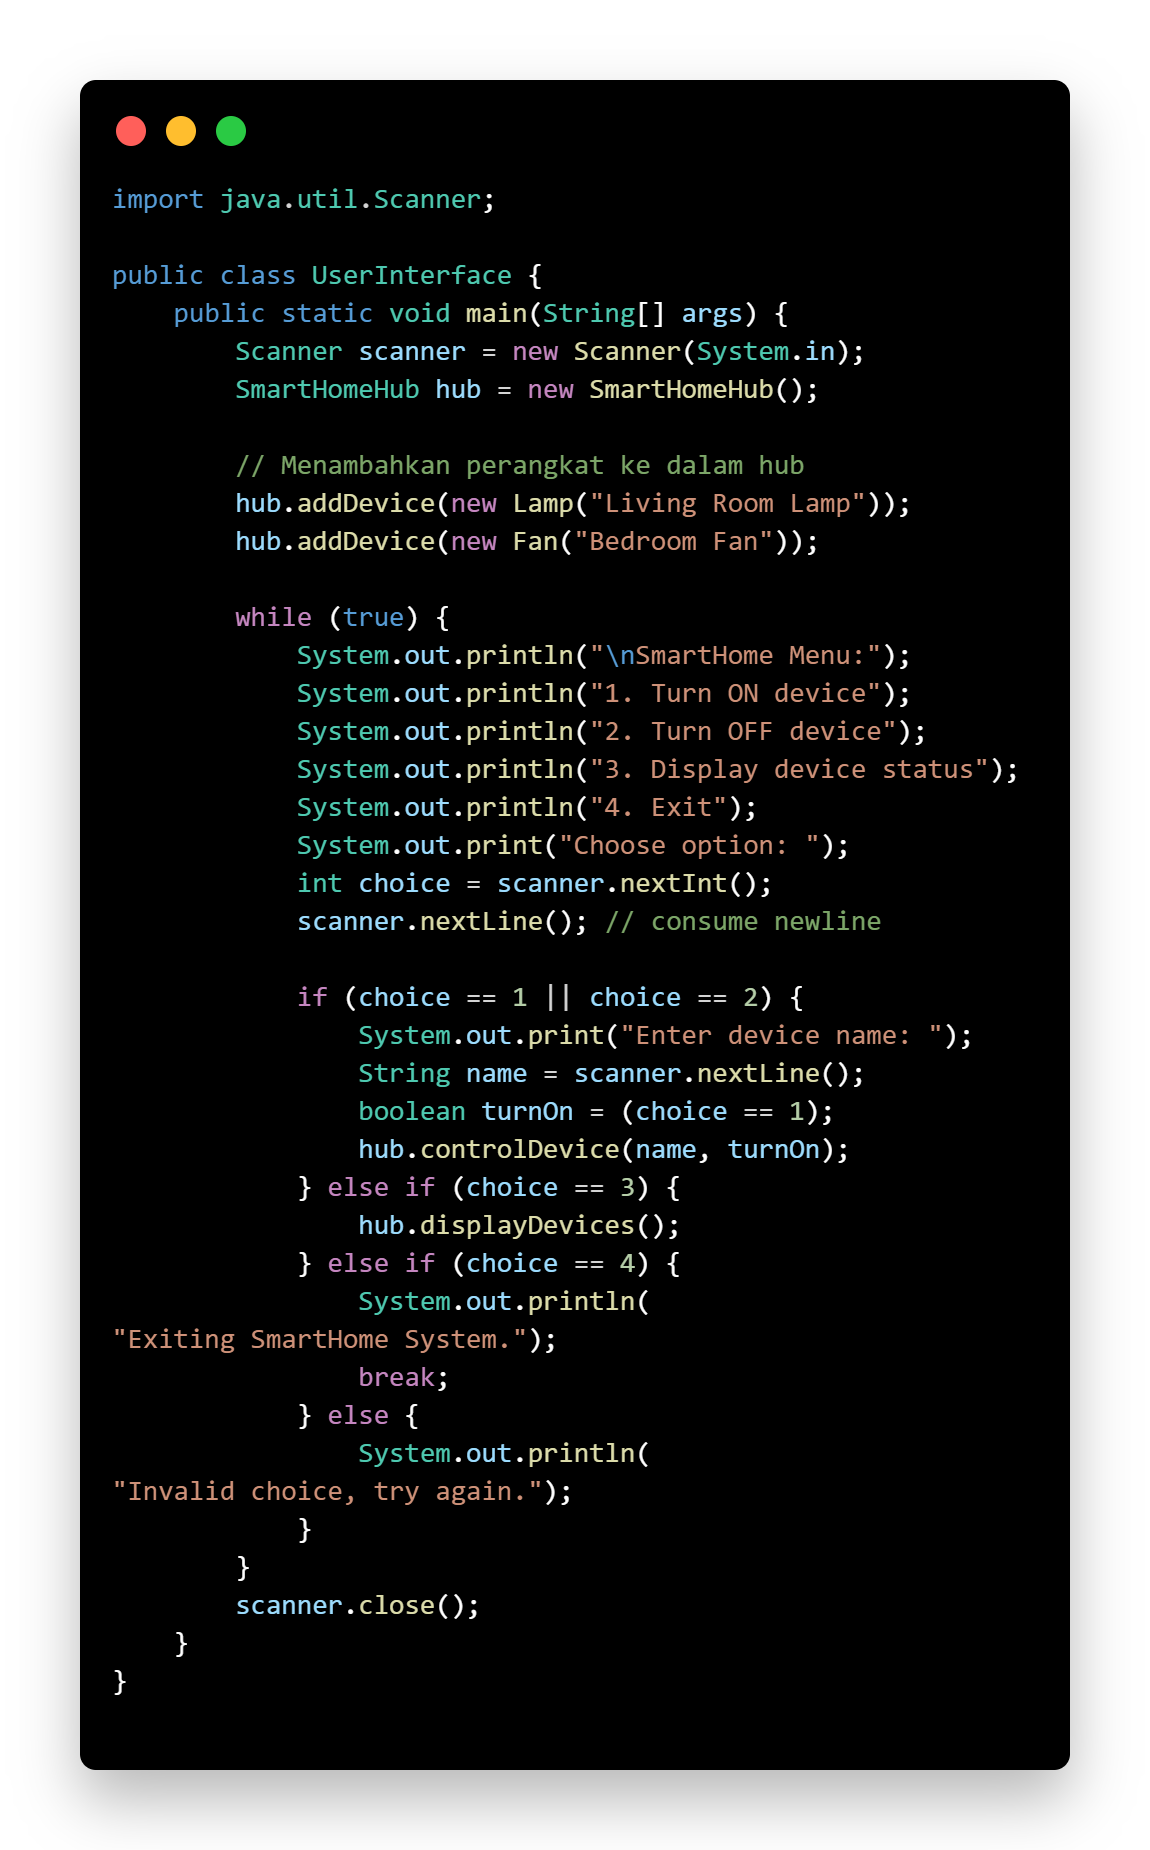 import java.util.Scanner;

public class UserInterface {
    public static void main(String[] args) {
        Scanner scanner = new Scanner(System.in);
        SmartHomeHub hub = new SmartHomeHub();

        // Menambahkan perangkat ke dalam hub
        hub.addDevice(new Lamp("Living Room Lamp"));
        hub.addDevice(new Fan("Bedroom Fan"));

        while (true) {
            System.out.println("\nSmartHome Menu:");
            System.out.println("1. Turn ON device");
            System.out.println("2. Turn OFF device");
            System.out.println("3. Display device status");
            System.out.println("4. Exit");
            System.out.print("Choose option: ");
            int choice = scanner.nextInt();
            scanner.nextLine(); // consume newline

            if (choice == 1 || choice == 2) {
                System.out.print("Enter device name: ");
                String name = scanner.nextLine();
                boolean turnOn = (choice == 1);
                hub.controlDevice(name, turnOn);
            } else if (choice == 3) {
                hub.displayDevices();
            } else if (choice == 4) {
                System.out.println(
"Exiting SmartHome System.");
                break;
            } else {
                System.out.println(
"Invalid choice, try again.");
            }
        }
        scanner.close();
    }
}